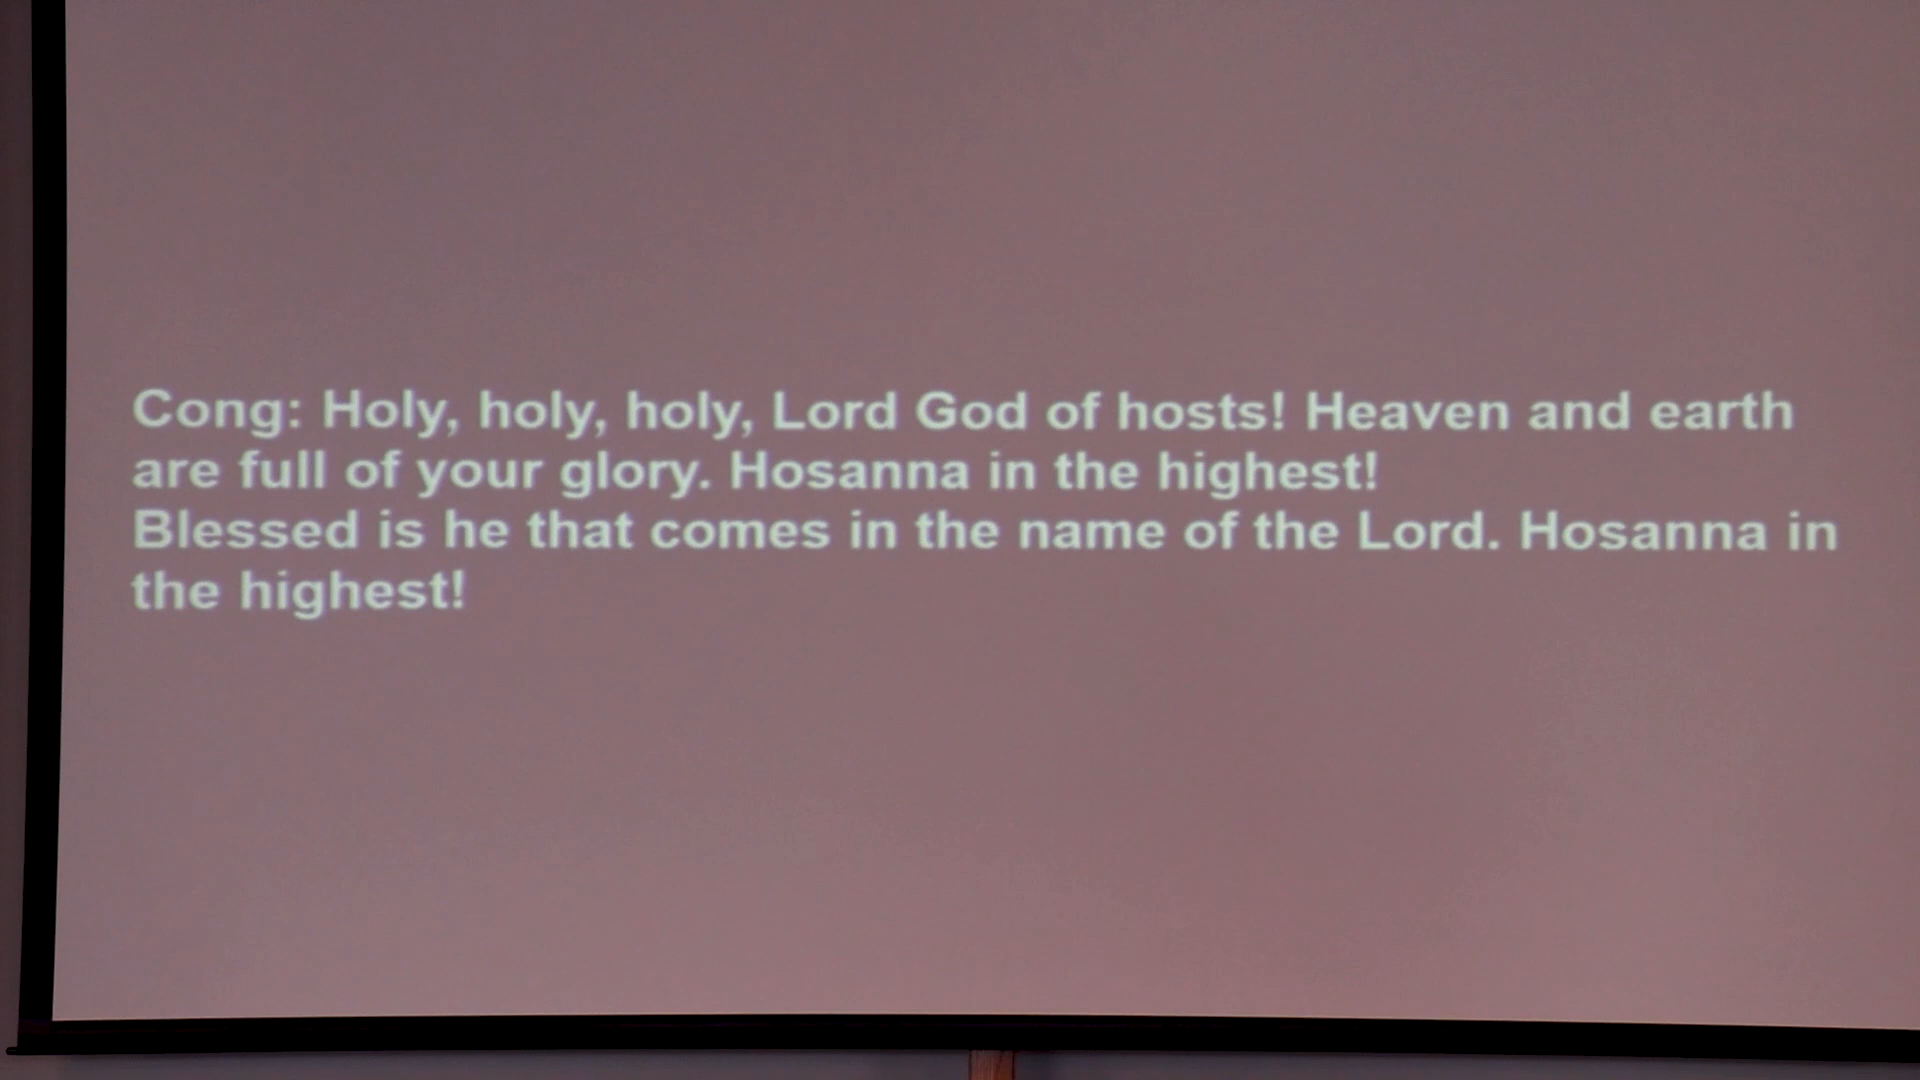 Cong: Holy, holy, holy, Lord God of hosts! Heaven and earth
are full of your glory. Hosanna in the highest!
Blessed is he that comes in the name of the Lord. Hosanna in
the highest!